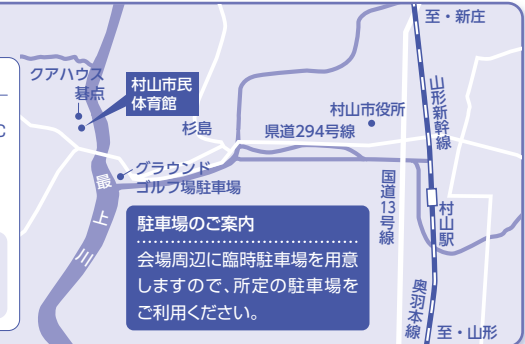 至・新庄
クアハウス
碁点
村山市民
体育館
C
杉島
県道294号線
村山市役所
山形新幹線
グラウンド
ゴルフ場駐車場
最上川
国道13号線
村山駅
駐車場のご案内
会場周辺に臨時駐車場を用意
しますので、所定の駐車場を
ご利用ください。
奥羽本線
至・山形